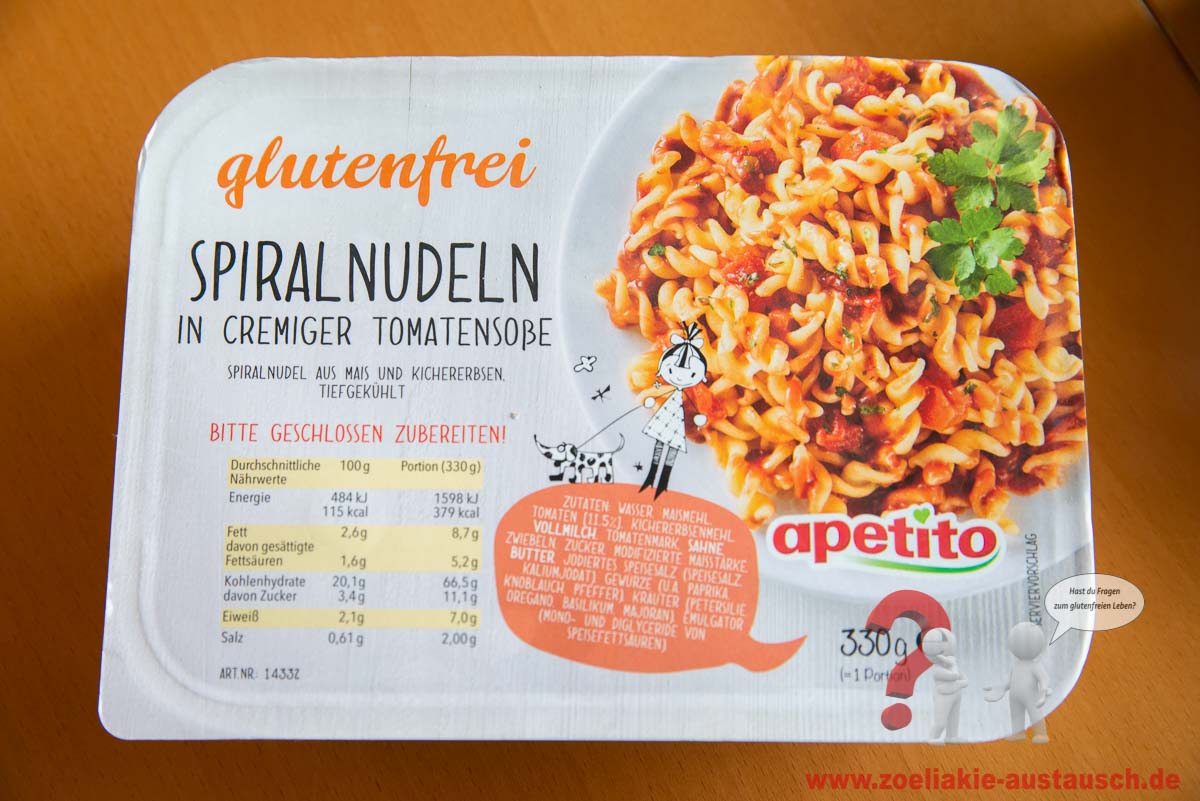 glutenfrei
SPIRALNUDELN
IN CREMIGER TOMATENSOßE
SPIRALNUDEL AUS MAIS UND KICHERERBSEN,
TIEFGEKÜHLT
BITTE GESCHLOSSEN ZUBEREITEN!
Durchschnittliche Nährwerte 100 g Portion (330 g)
Energie 484 kJ 1598 kJ
115 kcal 379 kcal
Fett 2,6g 8,7g
davon gesättigte
Fettsäuren 1,6g 5,2g
Kohlenhydrate 20,1g 66,5g
davon Zucker 3,4g 11,1g
Eiweiß 2,1g 7,0g
Salz 0,61 g 2,00g
ART.NR.: 14332
ZUTATEN: WASSER, MAISMEHL,
TOMATEN (11,5%), KICHERERBSENMEHL,
VOLLMILCH, TOMATENMARK, SAHNE,
ZWIEBELN, ZUCKER, MODIFIZIERTE MAISSTÄRKE,
BUTTER, JODIERTES SPEISESALZ (SPEISESALZ,
KALIUMJODAT), GEWÜRZE (U.A. PAPRIKA,
KNOBLAUCH, PFEFFER), KRÄUTER (PETERSILIE,
OREGANO, BASILIKUM, MAJORAN), EMULGATOR
(MONO- UND DIGLYCERIDE VON
SPEISEFETTSÄUREN)
apetito
330g
(=1 Portion)
SERVIERVORSCHLAG
Hast du Fragen
zum glutenfreien Leben?
?
www.zoeliakie-austausch.de